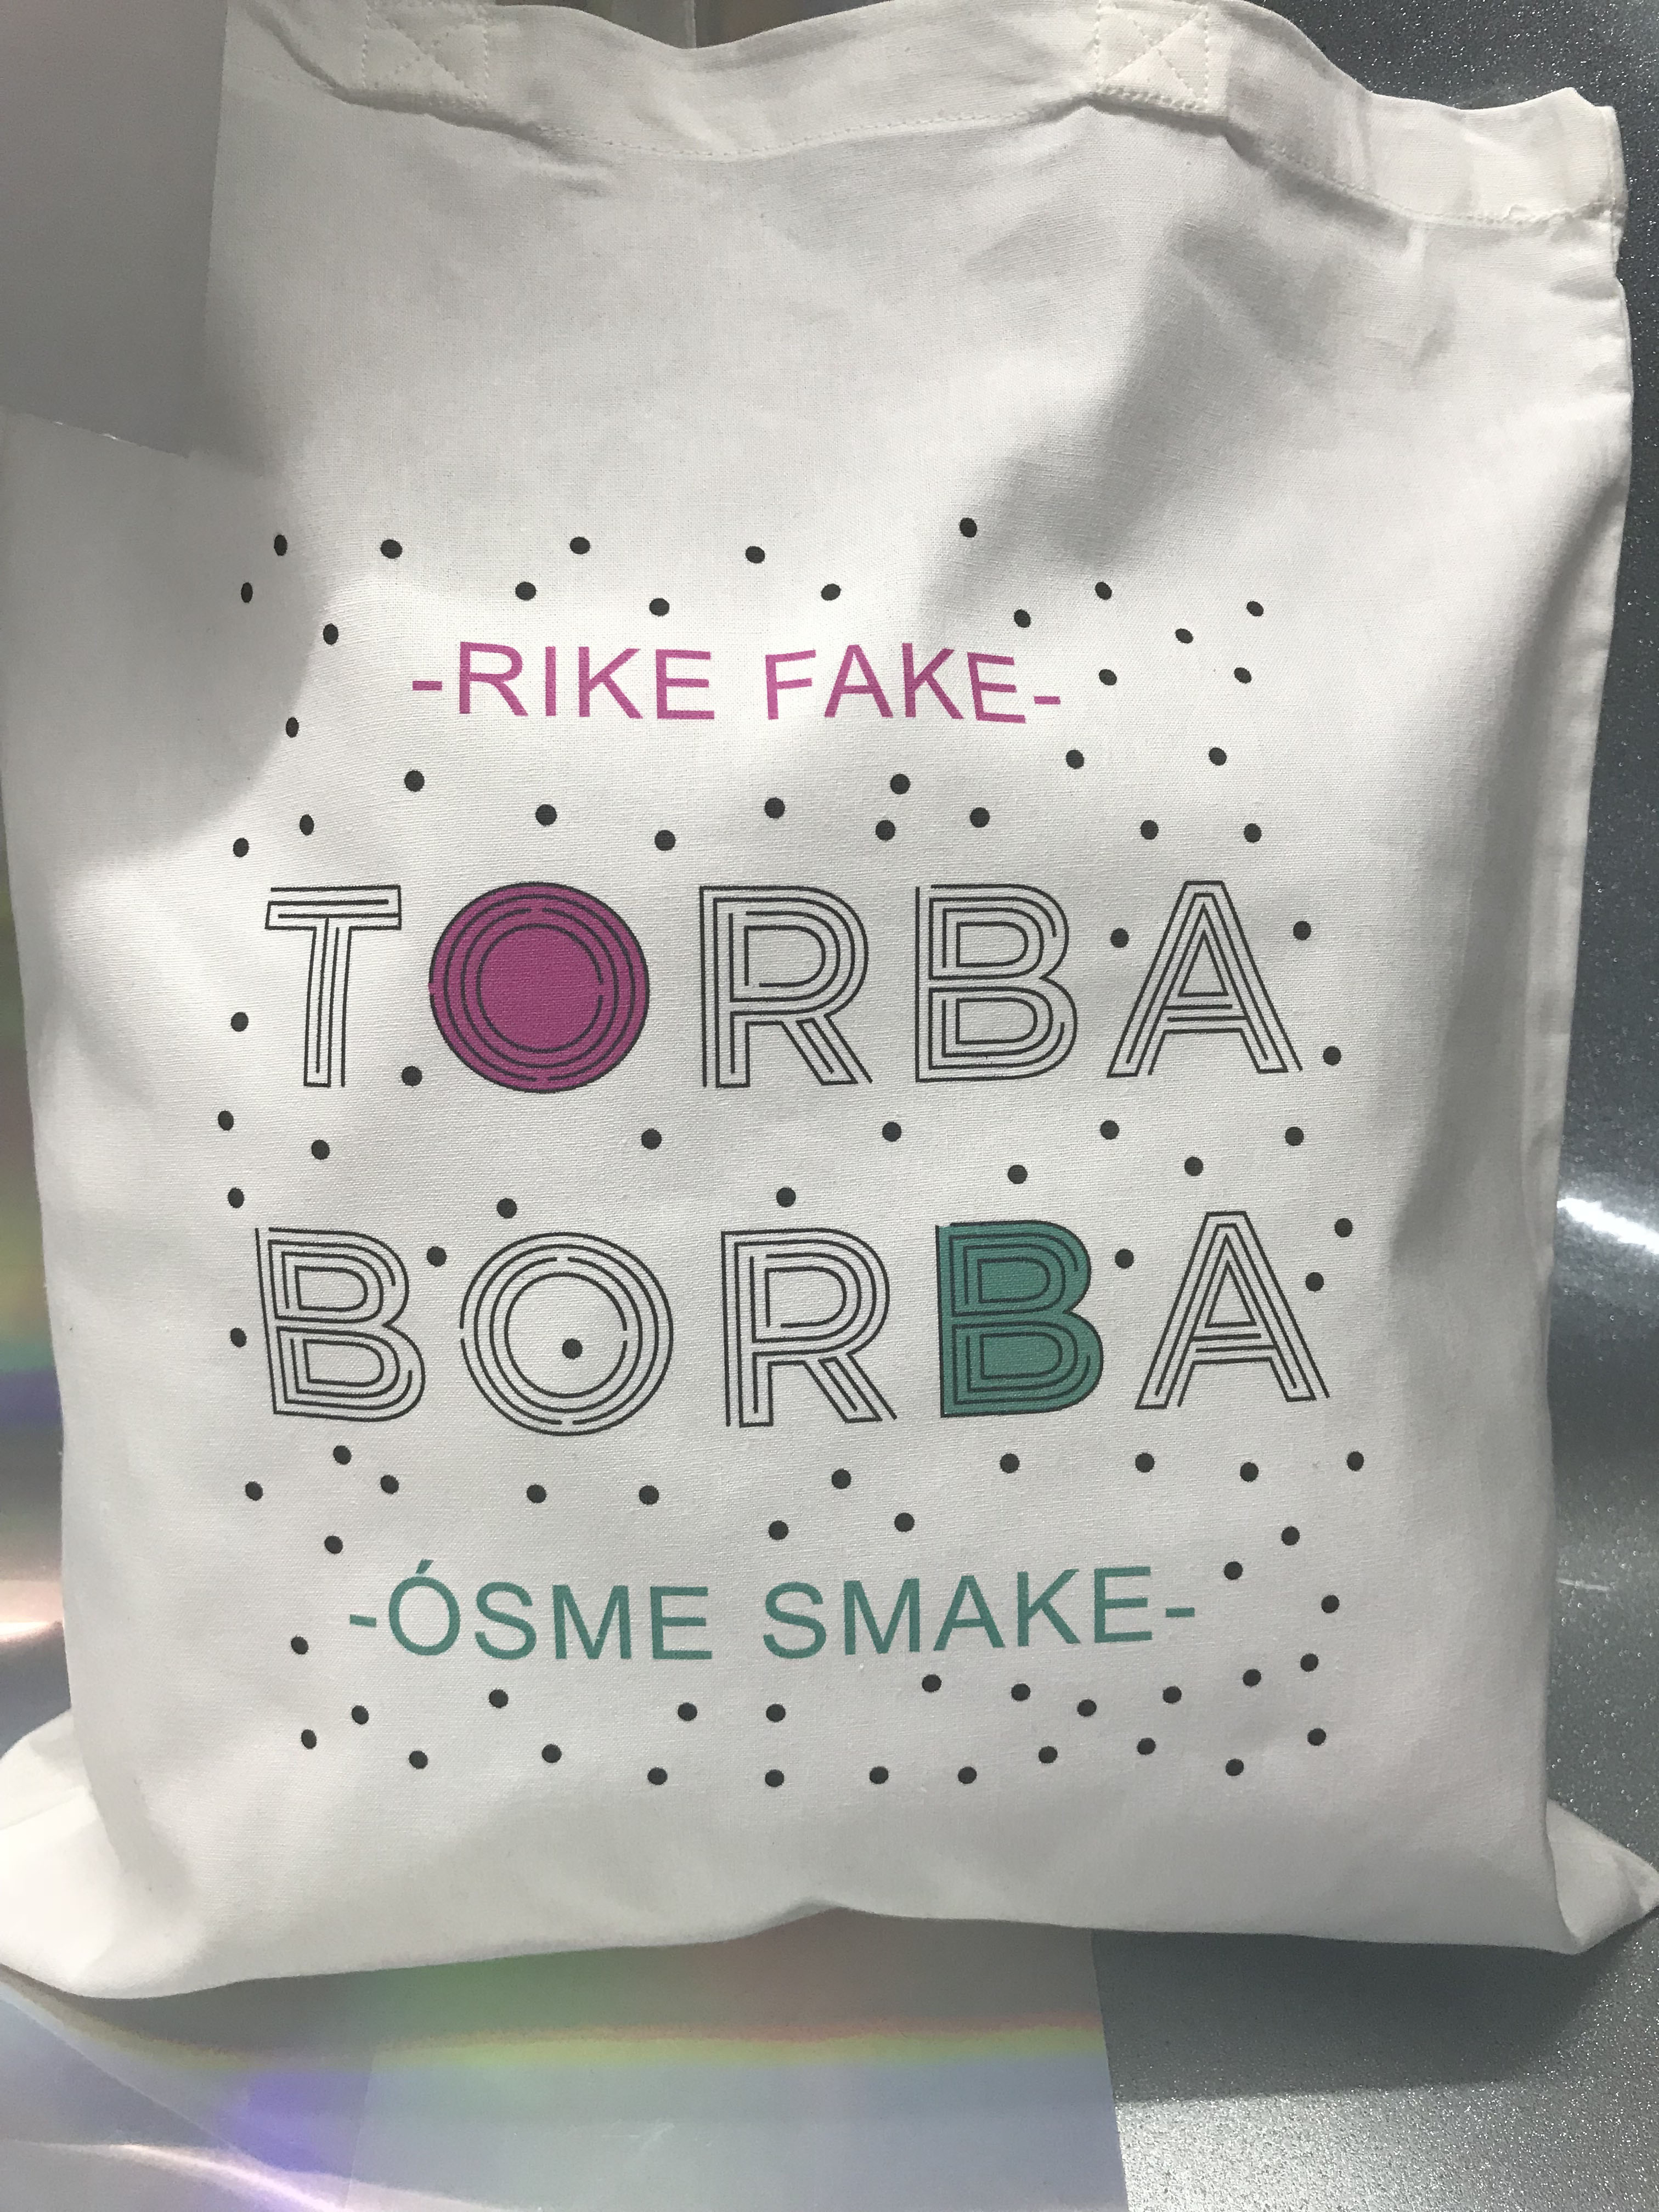 -RIKE FAKE-
TORBA
BORBA
-ÓSME SMAKE-